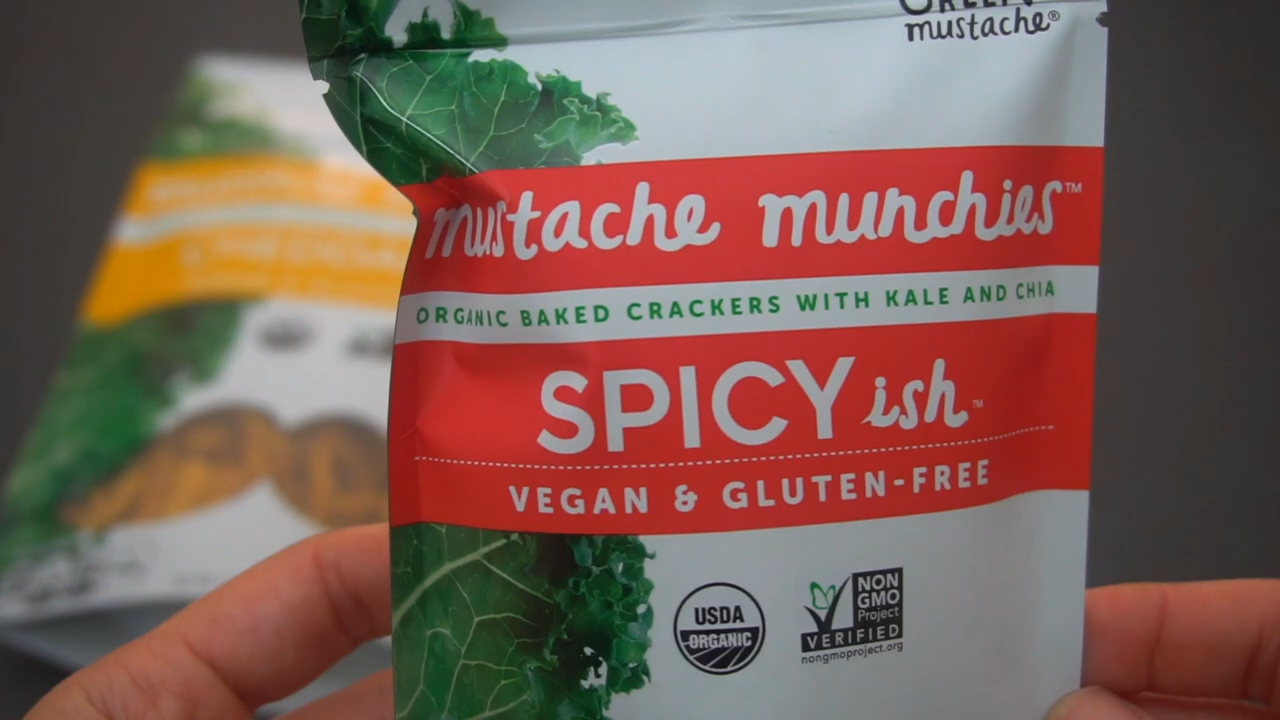 GREEN
mustache®
mustache munchies™
ORGANIC BAKED CRACKERS WITH KALE AND CHIA
SPICY ish™
VEGAN & GLUTEN-FREE
USDA
ORGANIC
NON
GMO
Project
VERIFIED
nongmoproject.org